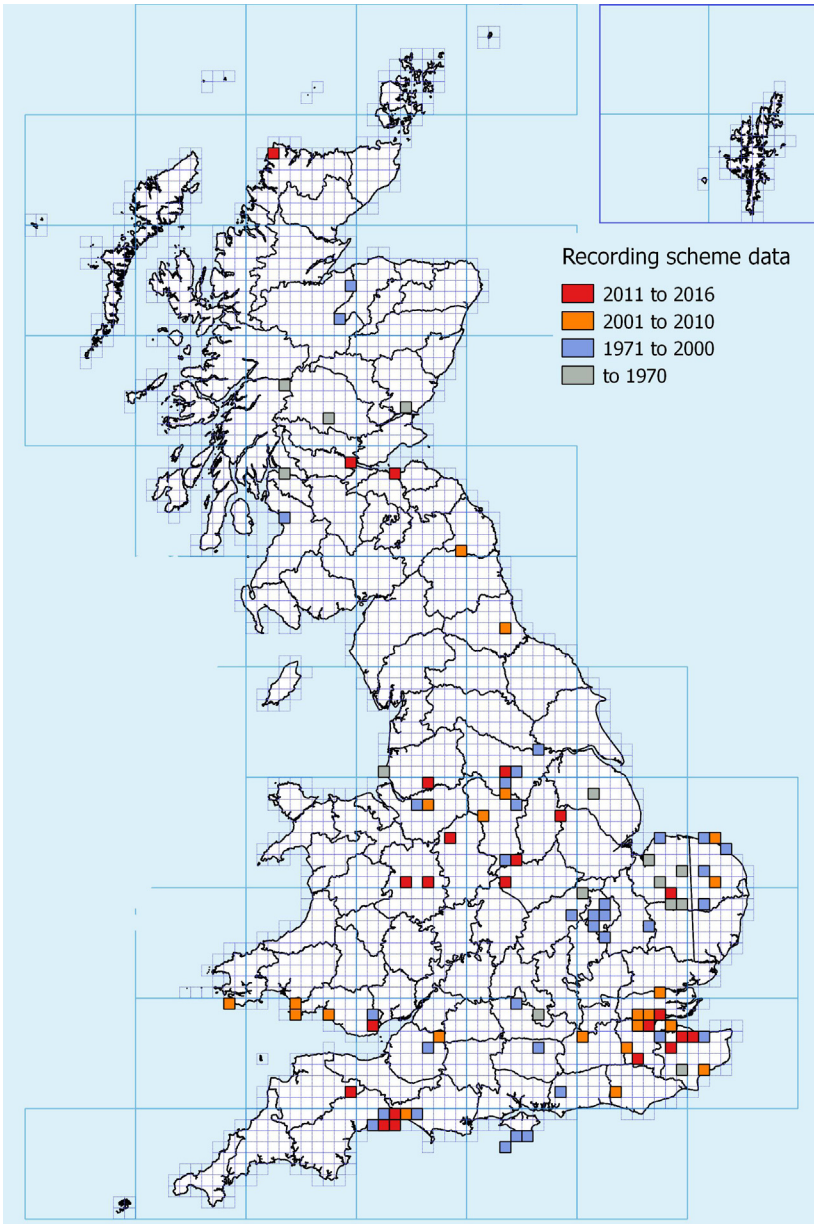 Recording scheme data
2011 to 2016
2001 to 2010
1971 to 2000
to 1970